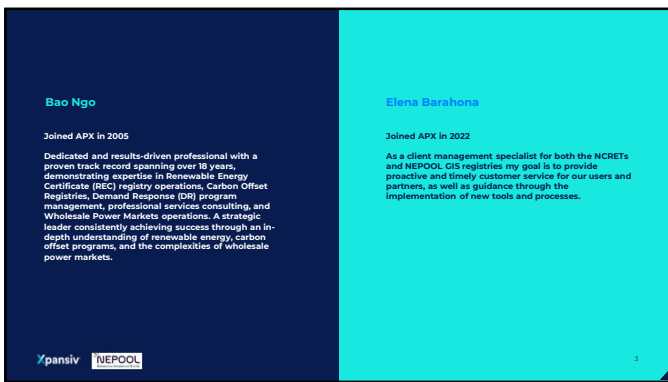 Bao Ngo
Joined APX in 2005
Dedicated and results-driven professional with a
proven track record spanning over 18 years,
demonstrating expertise in Renewable Energy
Certificate (REC) registry operations, Carbon Offset
Registries, Demand Response (DR) program
management, professional services consulting, and
Wholesale Power Markets operations. A strategic
leader consistently achieving success through an in-
depth understanding of renewable energy, carbon
offset programs, and the complexities of wholesale
power markets.
Elena Barahona
Joined APX in 2022
As a client management specialist for both the NCRETs
and NEPOOL GIS registries my goal is to provide
proactive and timely customer service for our users and
partners, as well as guidance through the
implementation of new tools and processes.
Xpansiv
NEPOOL
3